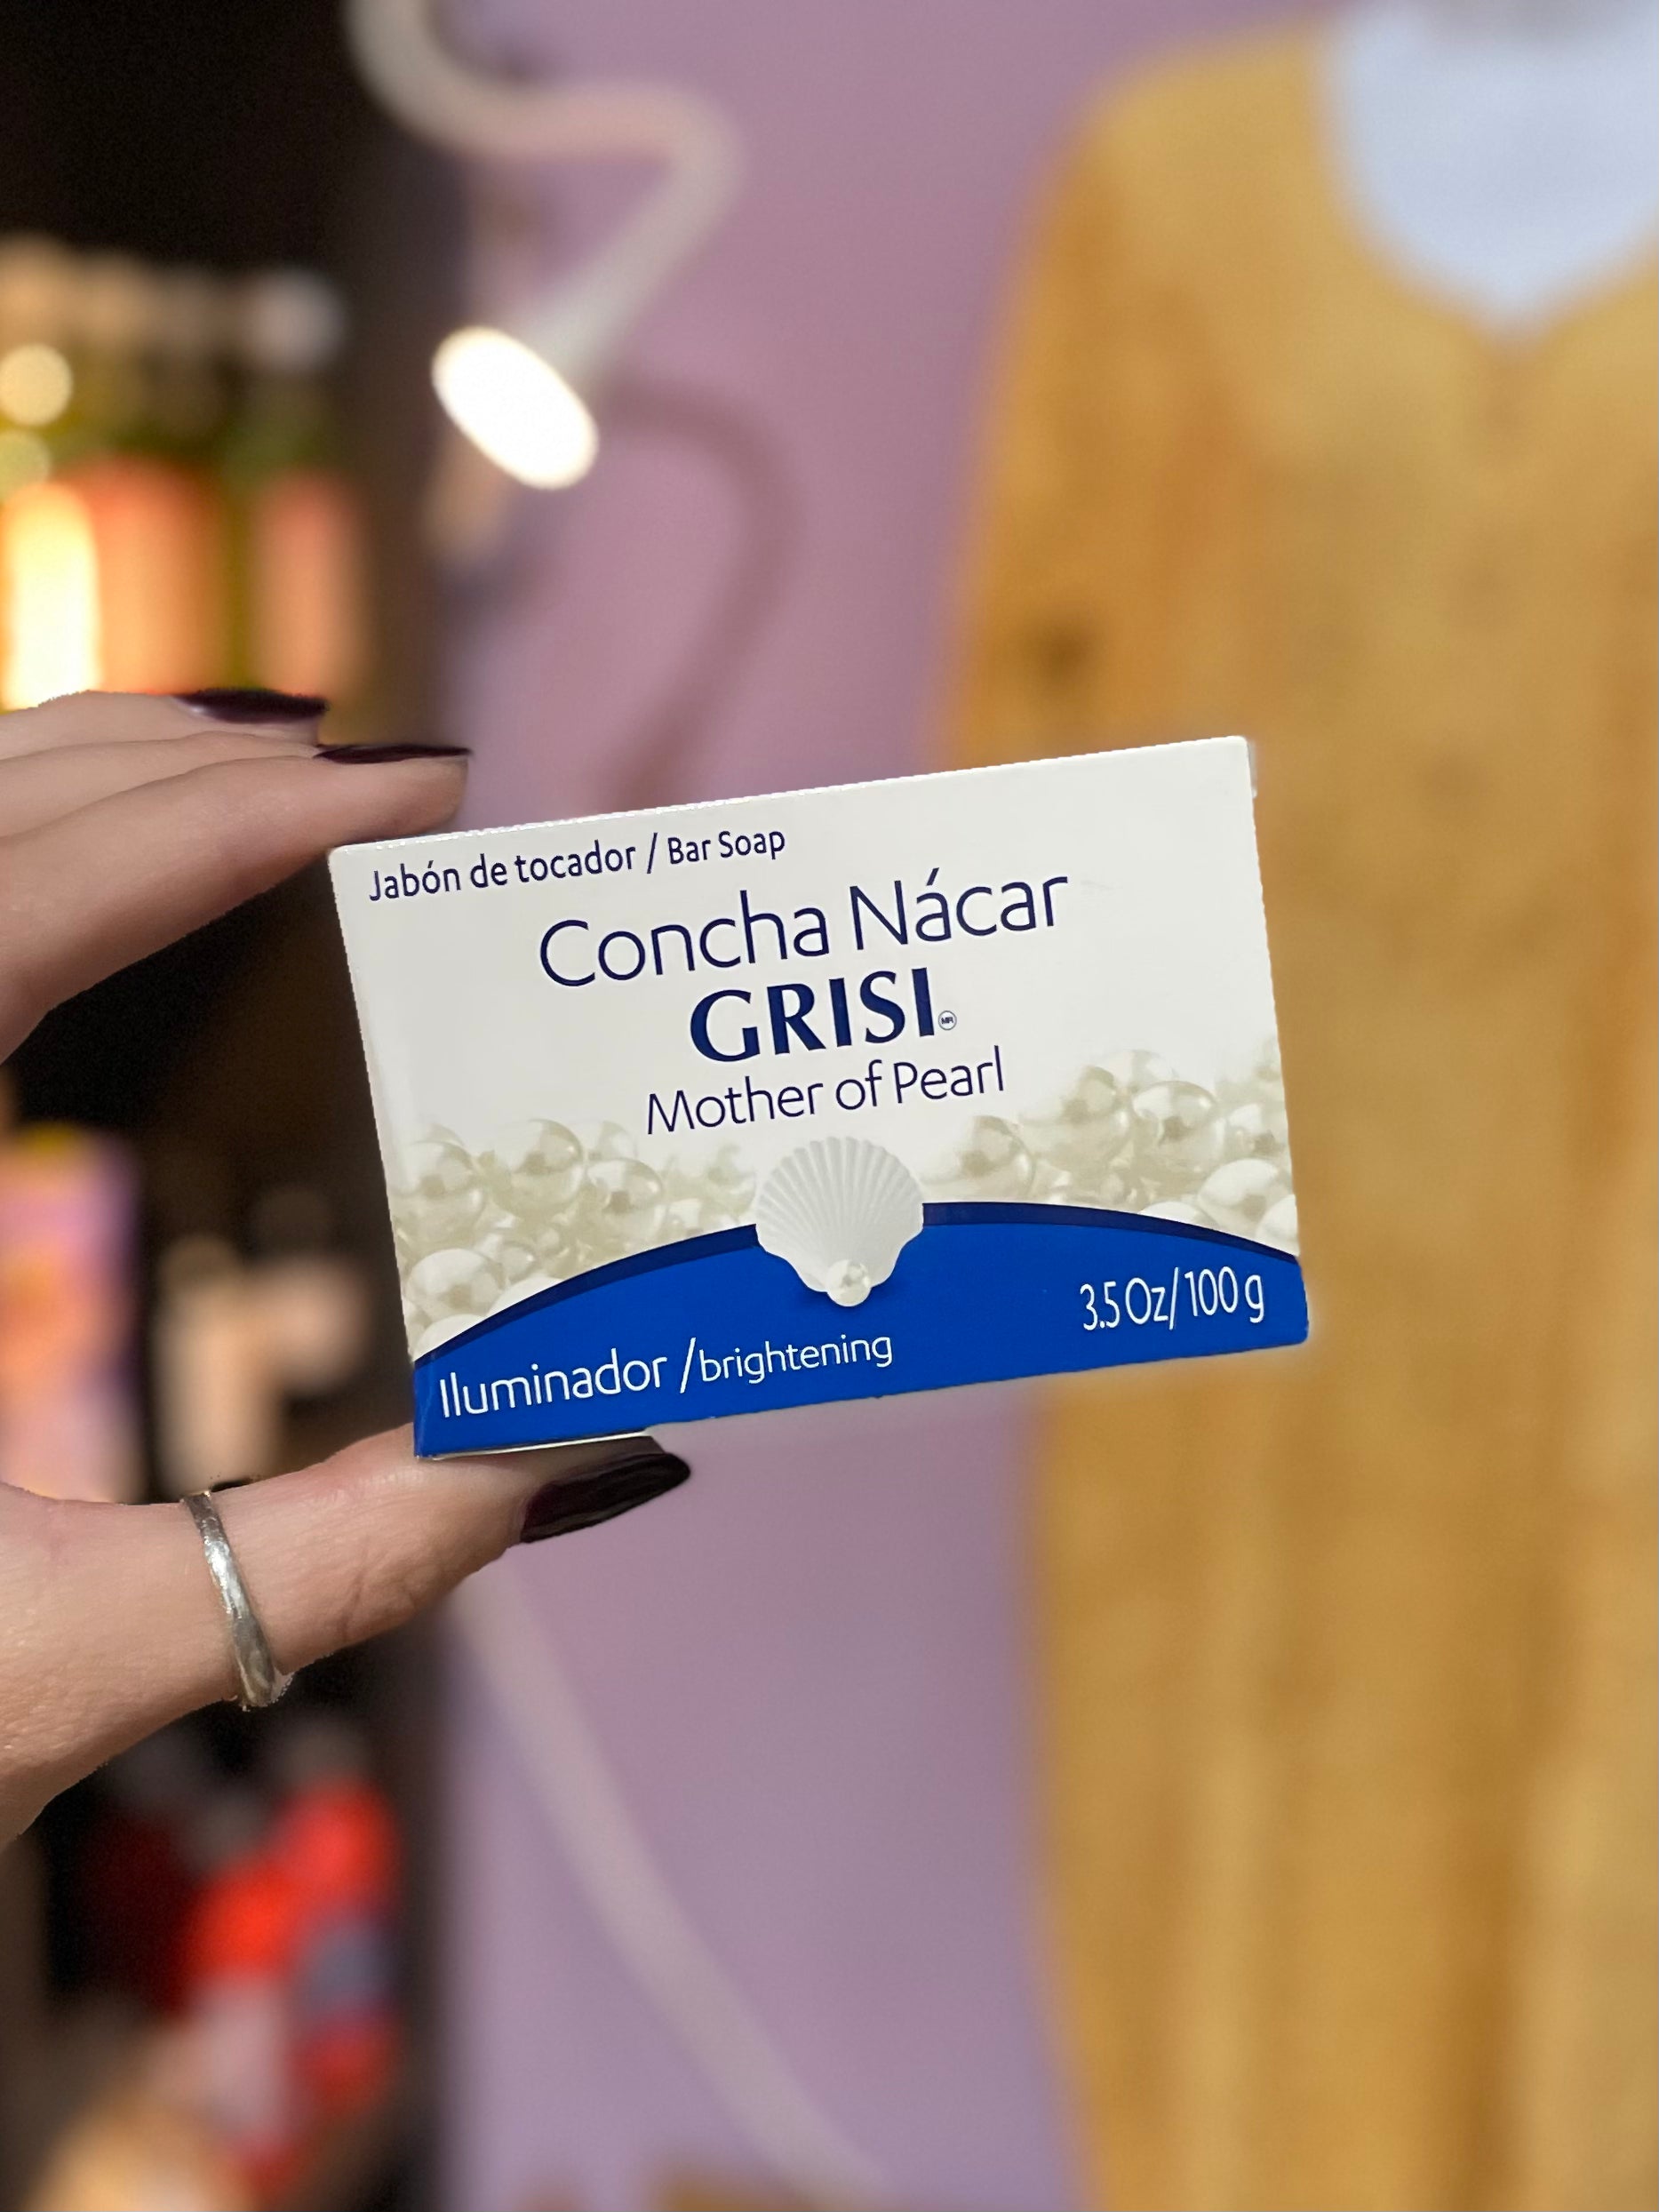 Jabón de tocador / Bar Soap
Concha Nácar
GRISI
MR
Mother of Pearl
3.5 Oz/100 g
Iluminador /brightening